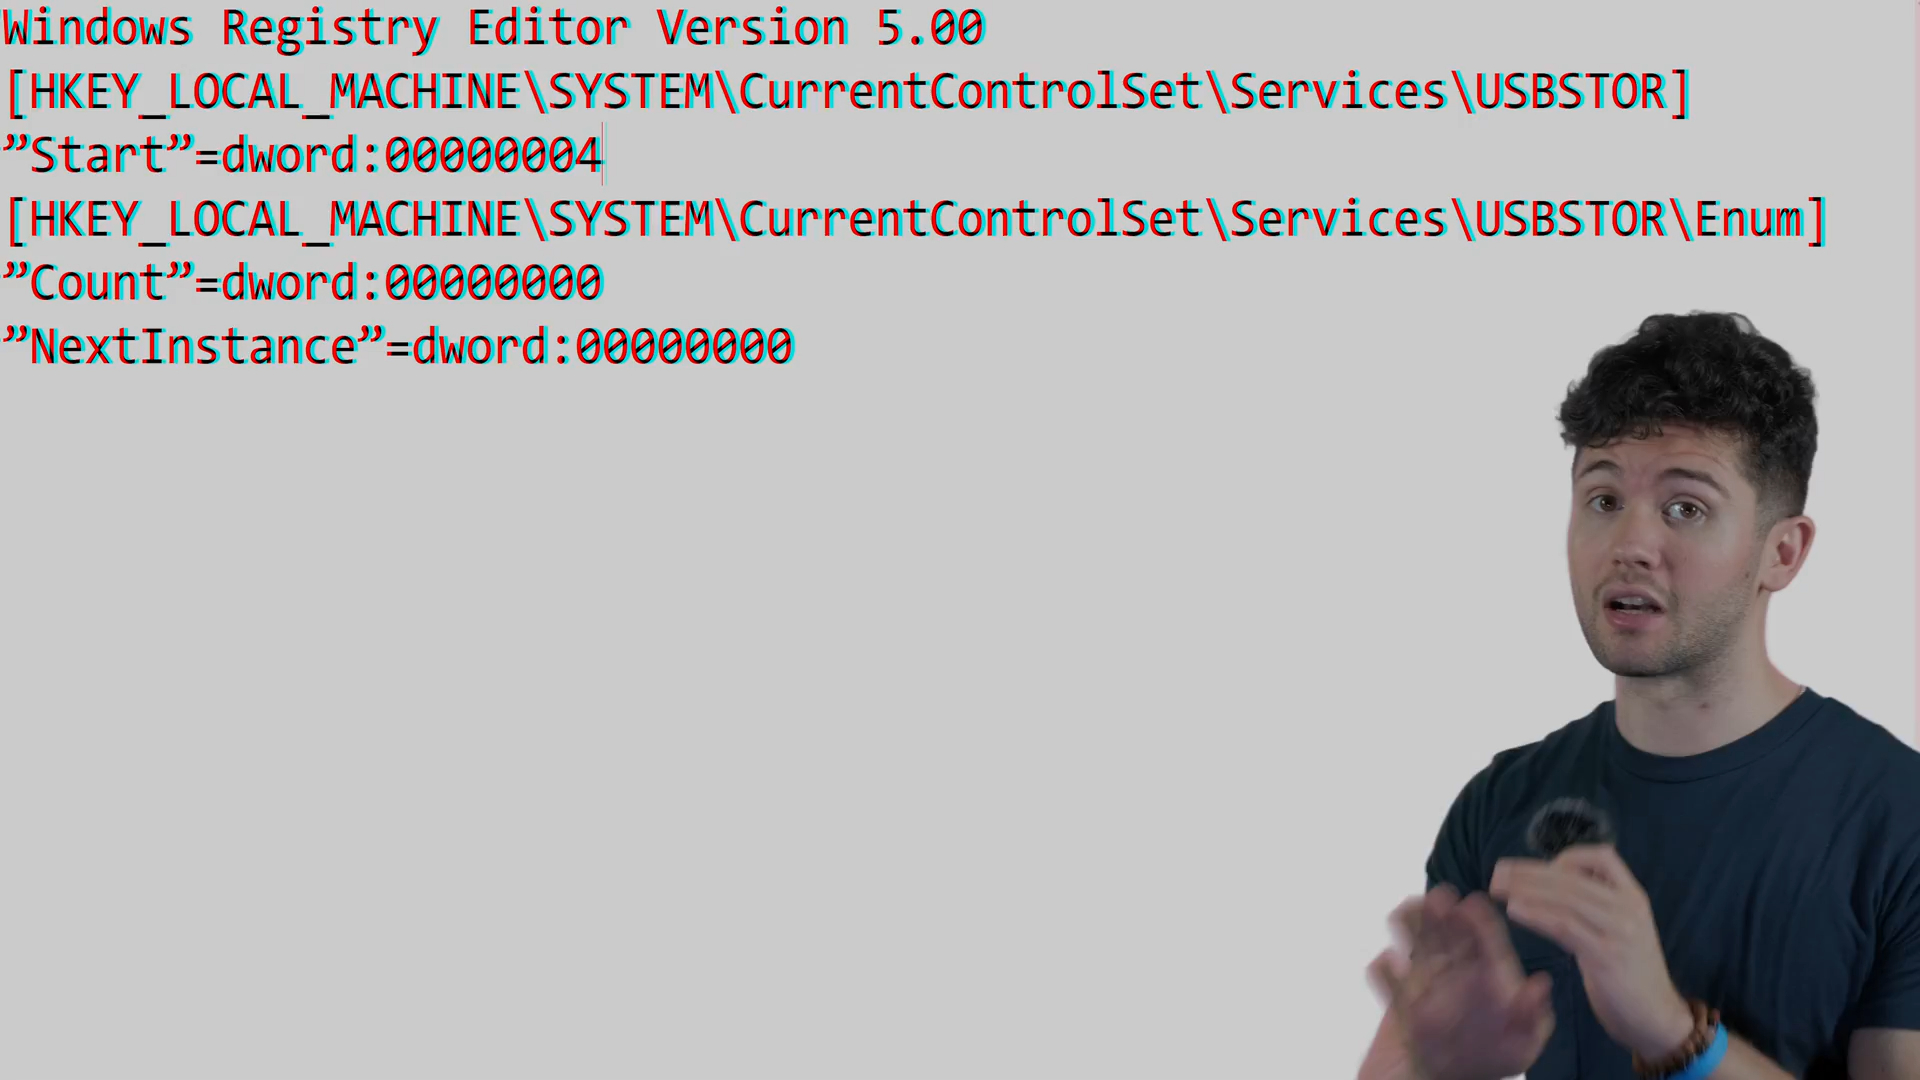 Windows Registry Editor Version 5.00
[HKEY_LOCAL_MACHINE\SYSTEM\CurrentControlSet\Services\USBSTOR]
”Start”=dword:00000004
[HKEY_LOCAL_MACHINE\SYSTEM\CurrentControlSet\Services\USBSTOR\Enum]
”Count”=dword:00000000
”NextInstance”=dword:00000000